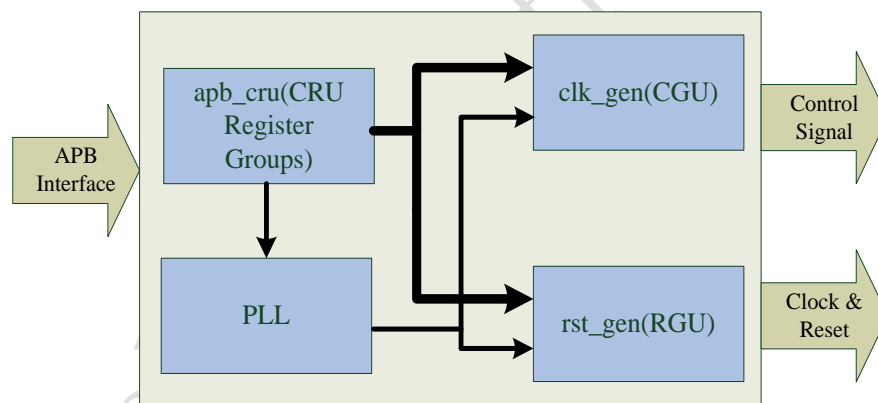 APB
Interface
apb_cru(CRU
Register
Groups)
PLL
clk_gen(CGU)
rst_gen(RGU)
Control
Signal
Clock &
Reset